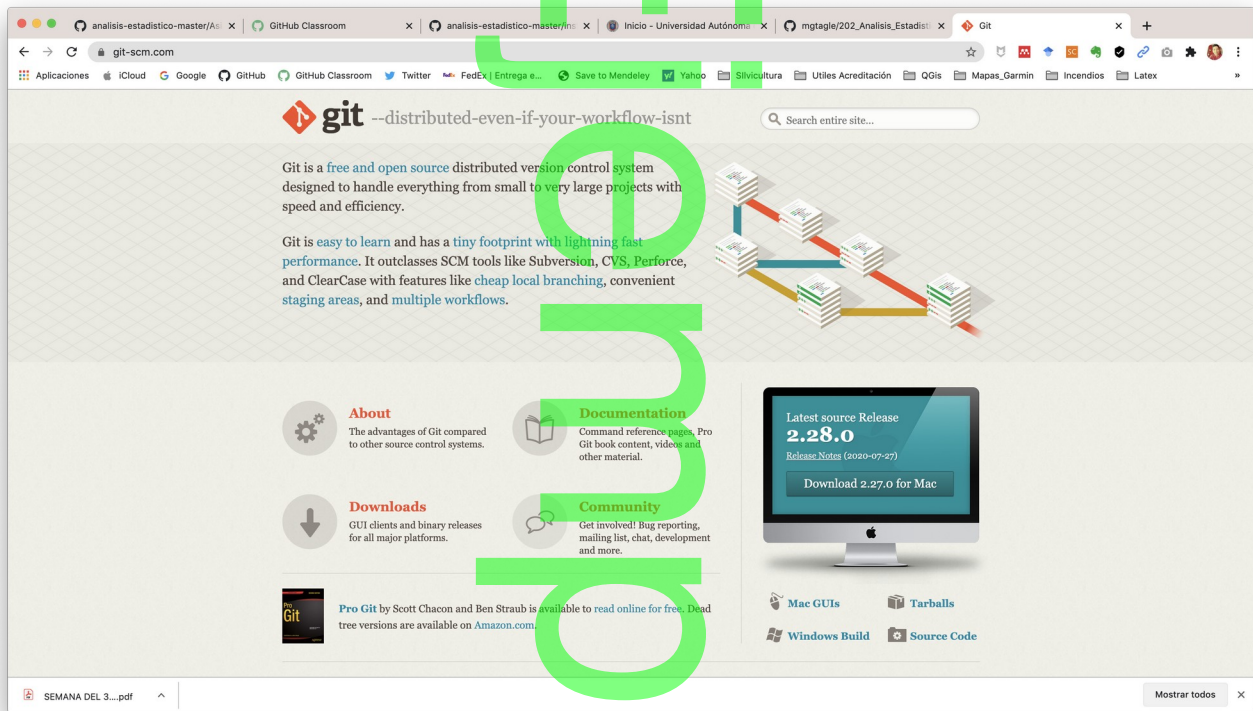 analisis-estadistico-master/Asi
GitHub Classroom
analisis-estadistico-master/ins
Inicio - Universidad Autónoma
mgtagle/202_Analisis_Estadisti
Git
git-scm.com
Aplicaciones
iCloud
Google
GitHub
GitHub Classroom
Twitter
FedEx | Entrega e...
Save to Mendeley
Yahoo
Silvicultura
Utiles Acreditación
QGis
Mapas_Garmin
Incendios
Latex
»
git --distributed-even-if-your-workflow-isnt
Search entire site...
Git is a free and open source distributed version control system
designed to handle everything from small to very large projects with
speed and efficiency.
Git is easy to learn and has a tiny footprint with lightning fast
performance. It outclasses SCM tools like Subversion, CVS, Perforce,
and ClearCase with features like cheap local branching, convenient
staging areas, and multiple workflows.
About
The advantages of Git compared
to other source control systems.
Documentation
Command reference pages, Pro
Git book content, videos and
other material.
Downloads
GUI clients and binary releases
for all major platforms.
Community
Get involved! Bug reporting,
mailing list, chat, development
and more.
Latest source Release
2.28.0
Release Notes (2020-07-27)
Download 2.27.0 for Mac
Pro
Git
Pro Git by Scott Chacon and Ben Straub is available to read online for free. Dead
tree versions are available on Amazon.com.
Mac GUIs
Tarballs
Windows Build
Source Code
SEMANA DEL 3....pdf
Mostrar todos